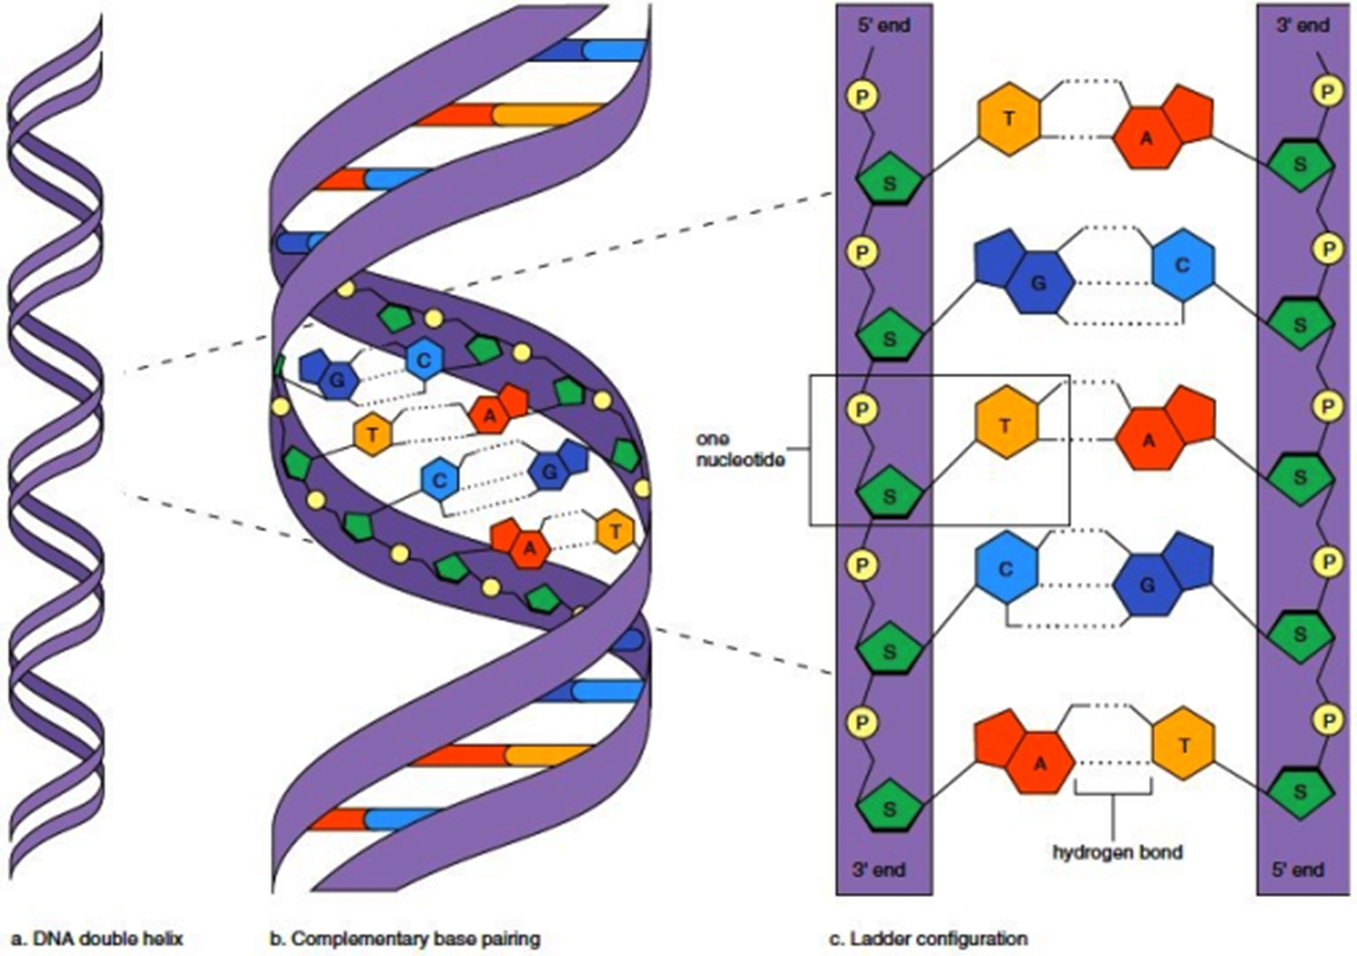 5' end
3' end
P
P
T
A
S
S
P
P
G
C
S
S
G
C
one
nucleotide
P
T
A
P
S
S
T
A
C
G
P
C
G
P
S
S
A
T
P
A
T
P
S
S
hydrogen bond
3' end
5' end
a. DNA double helix
b. Complementary base pairing
c. Ladder configuration